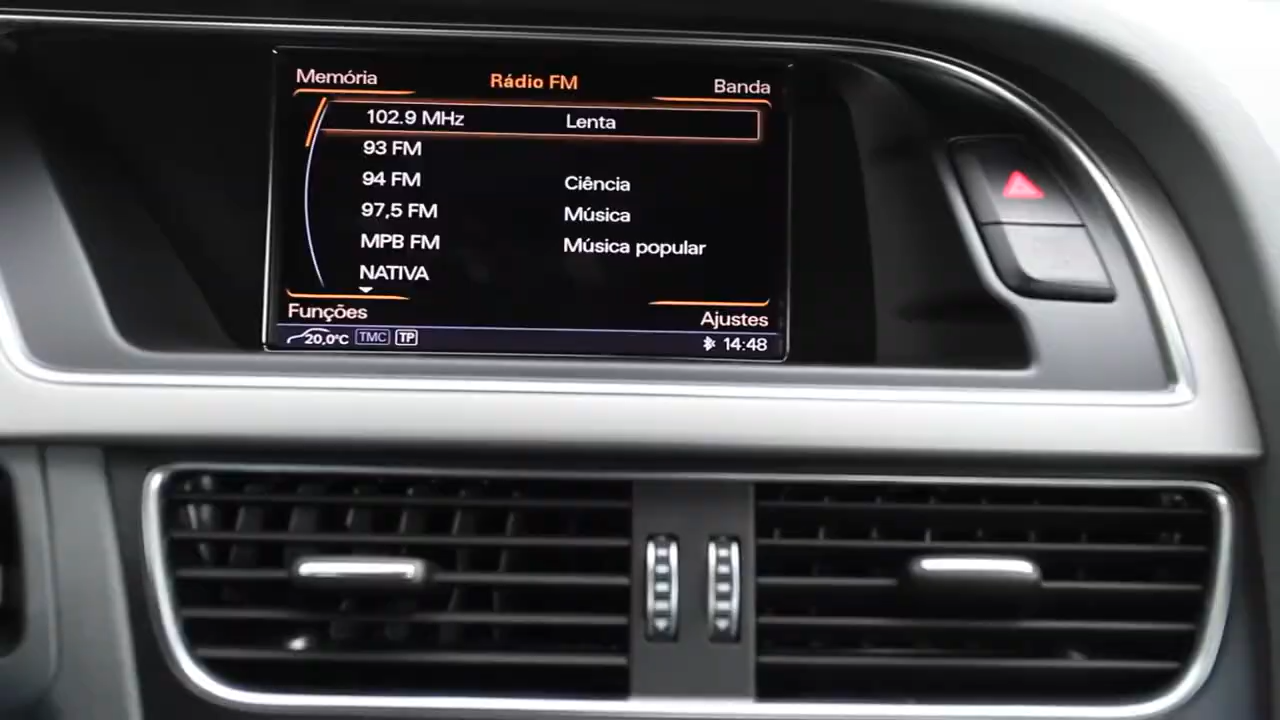 Memória Rádio FM Banda
102.9 MHz Lenta
93 FM
94 FM Ciência
97,5 FM Música
MPB FM Música popular
NATIVA
Funções Ajustes
20,0°C TMC TP 14:48